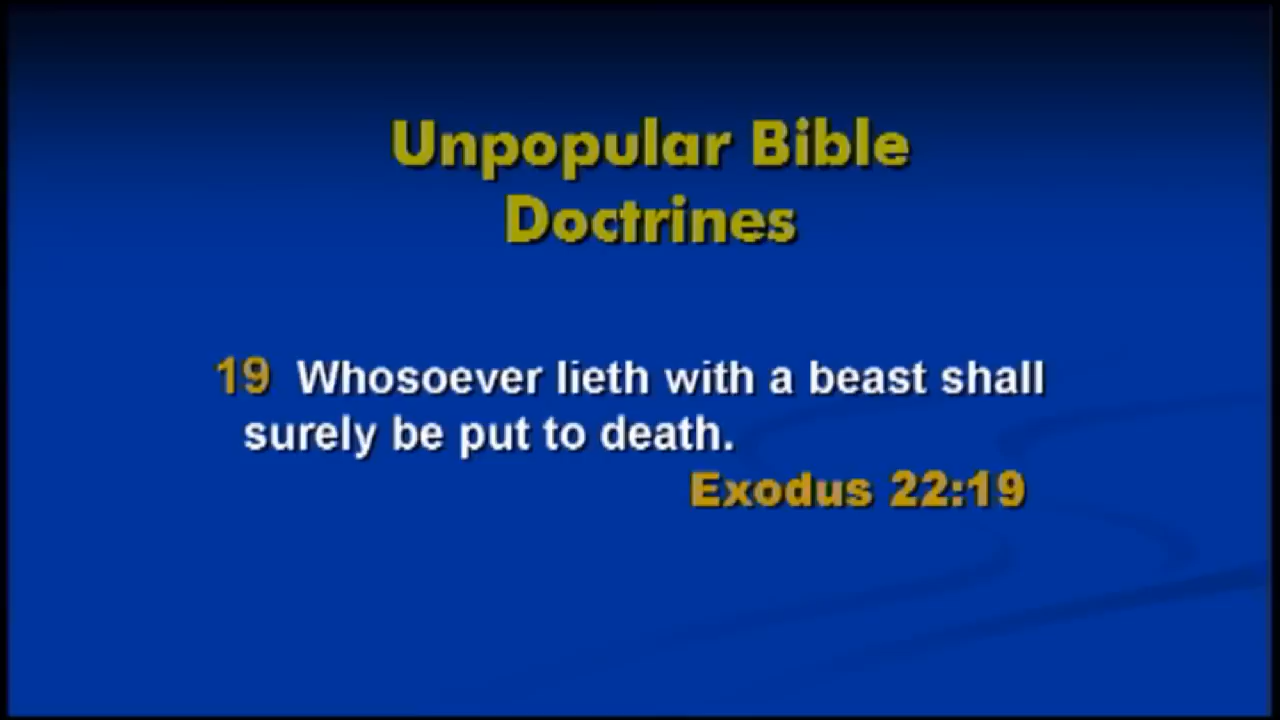 Unpopular Bible
Doctrines
19 Whosoever lieth with a beast shall
surely be put to death.
Exodus 22:19